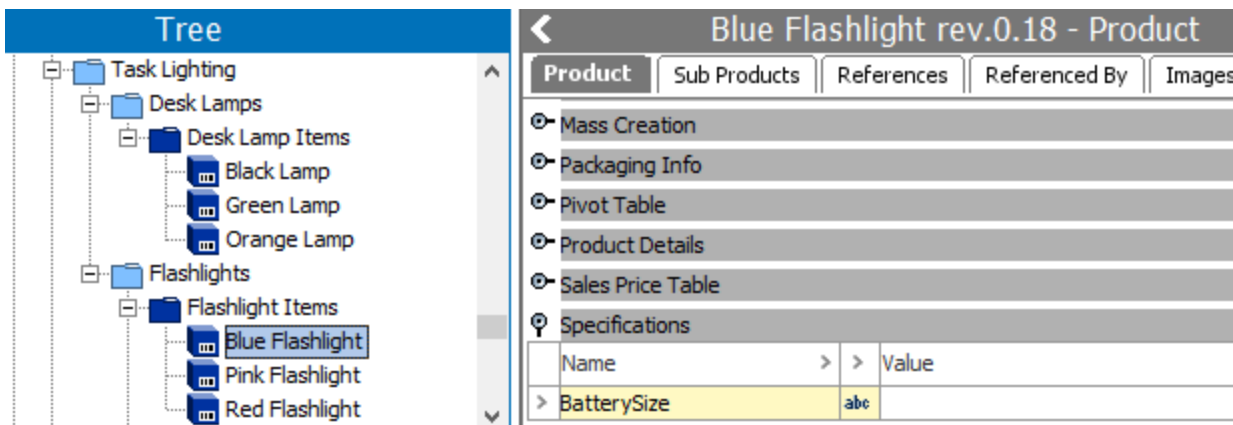 Tree
Task Lighting
Desk Lamps
Desk Lamp Items
Black Lamp
Green Lamp
Orange Lamp
Flashlights
Flashlight Items
Blue Flashlight
Pink Flashlight
Red Flashlight
Blue Flashlight rev.0.18 - Product
Product Sub Products References Referenced By Images
Mass Creation
Packaging Info
Pivot Table
Product Details
Sales Price Table
Specifications
Name > > Value
> BatterySize abc